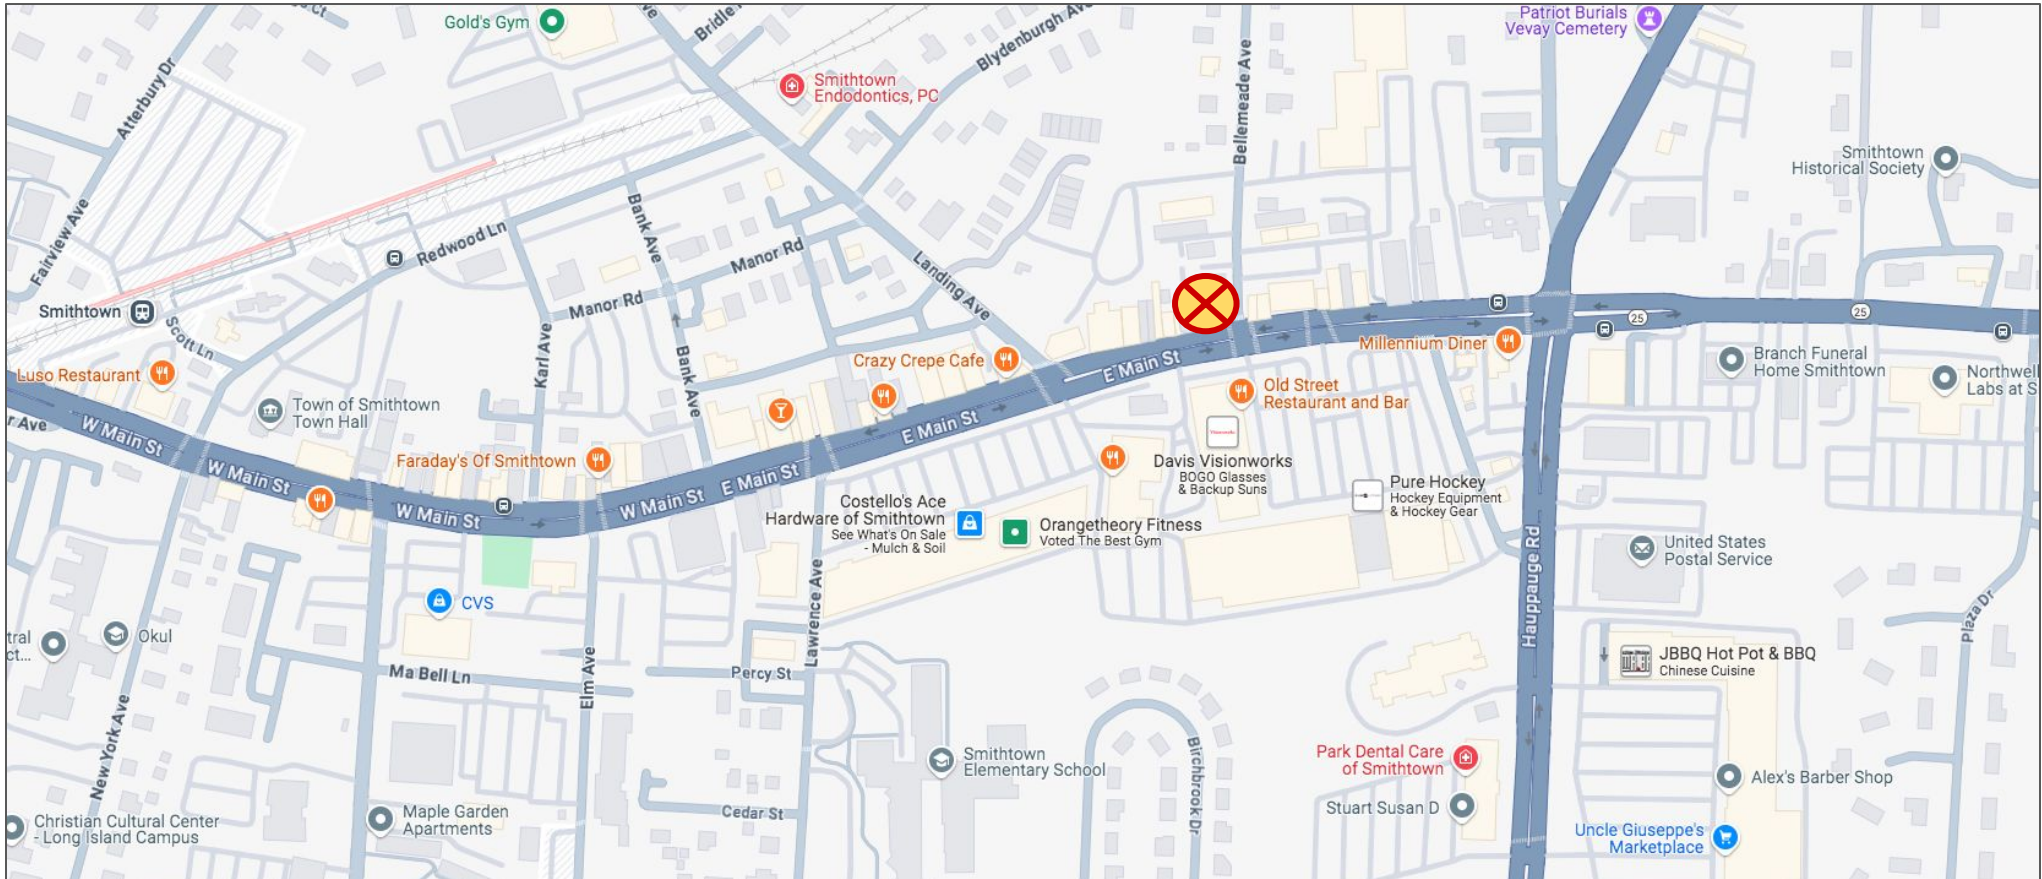 Gold's Gym
Bridle
Blydenburgh Ave
Patriot Burials
Vevay Cemetery
Atterbury Dr
Smithtown
Endodontics, PC
Bellemeade Ave
Smithtown
Historical Society
Fairview Ave
Redwood Ln
Bank Ave
Manor Rd
Landing Ave
Manor Rd
Smithtown
Scott Ln
Karl Ave
Bank Ave
25
25
Luso Restaurant
Crazy Crepe Cafe
E Main St
Millennium Diner
Branch Funeral
Home Smithtown
Northwell
Labs at S
Town of Smithtown
Town Hall
Old Street
Restaurant and Bar
r Ave
W Main St
E Main St
Faraday's Of Smithtown
W Main St
W Main St
W Main St
E Main St
Davis Visionworks
BOGO Glasses
& Backup Suns
Pure Hockey
Hockey Equipment
& Hockey Gear
Costello's Ace
Hardware of Smithtown
See What's On Sale
- Mulch & Soil
Orangetheory Fitness
Voted The Best Gym
Hauppauge Rd
United States
Postal Service
Lawrence Ave
CVS
Plaza Dr
tral
ct...
Okul
Ma Bell Ln
Elm Ave
Percy St
JBBQ Hot Pot & BBQ
Chinese Cuisine
New York Ave
Smithtown
Elementary School
Birchbrook Dr
Park Dental Care
of Smithtown
Alex's Barber Shop
Stuart Susan D
Christian Cultural Center
- Long Island Campus
Maple Garden
Apartments
Cedar St
Uncle Giuseppe's
Marketplace